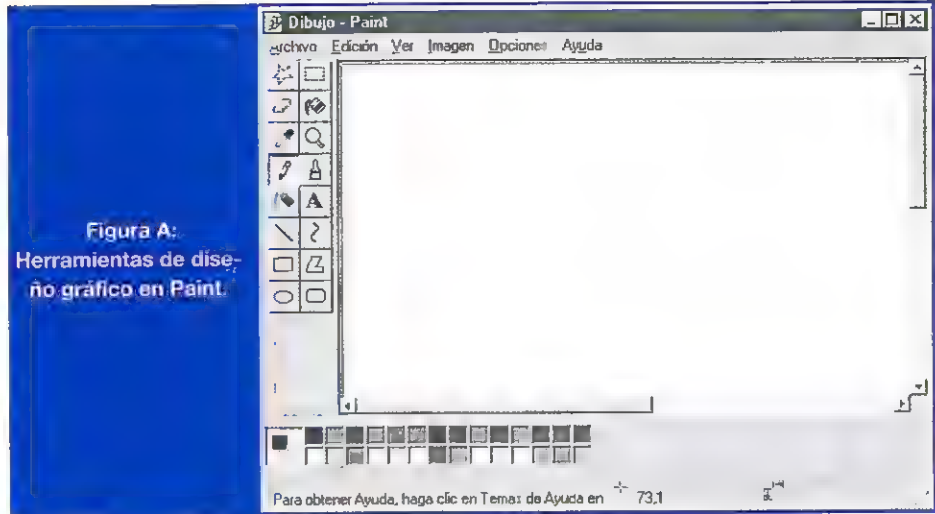 Figura A:
Herramientas de dise-
ño gráfico en Paint.
Dibujo - Paint
Archivo Edición Ver Imagen Opciones Ayuda
A
Para obtener Ayuda, haga clic en Temas de Ayuda en
73,1